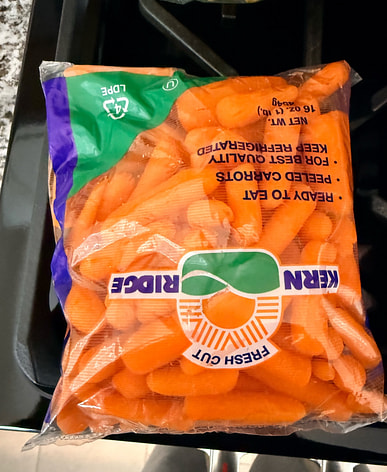 FRESH CUT
KERN RIDGE
• READY TO EAT
• PEELED CARROTS
• FOR BEST QUALITY
KEEP REFRIGERATED
NET WT.
16 OZ. (1 LB.)
454g
U
4
LDPE